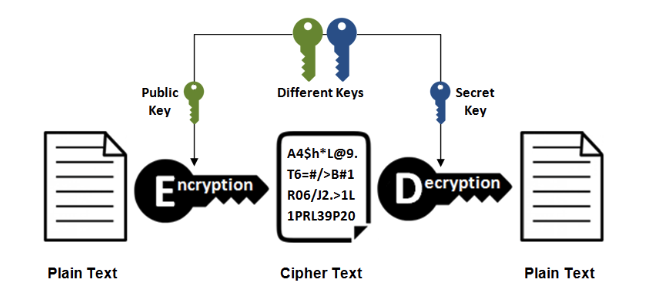 Public
Key
Different Keys
Secret
Key
Encryption
A4$h*L@9.
T6=#/>B#1
R06/J2.>1L
1PRL39P20
Decryption
Plain Text
Cipher Text
Plain Text